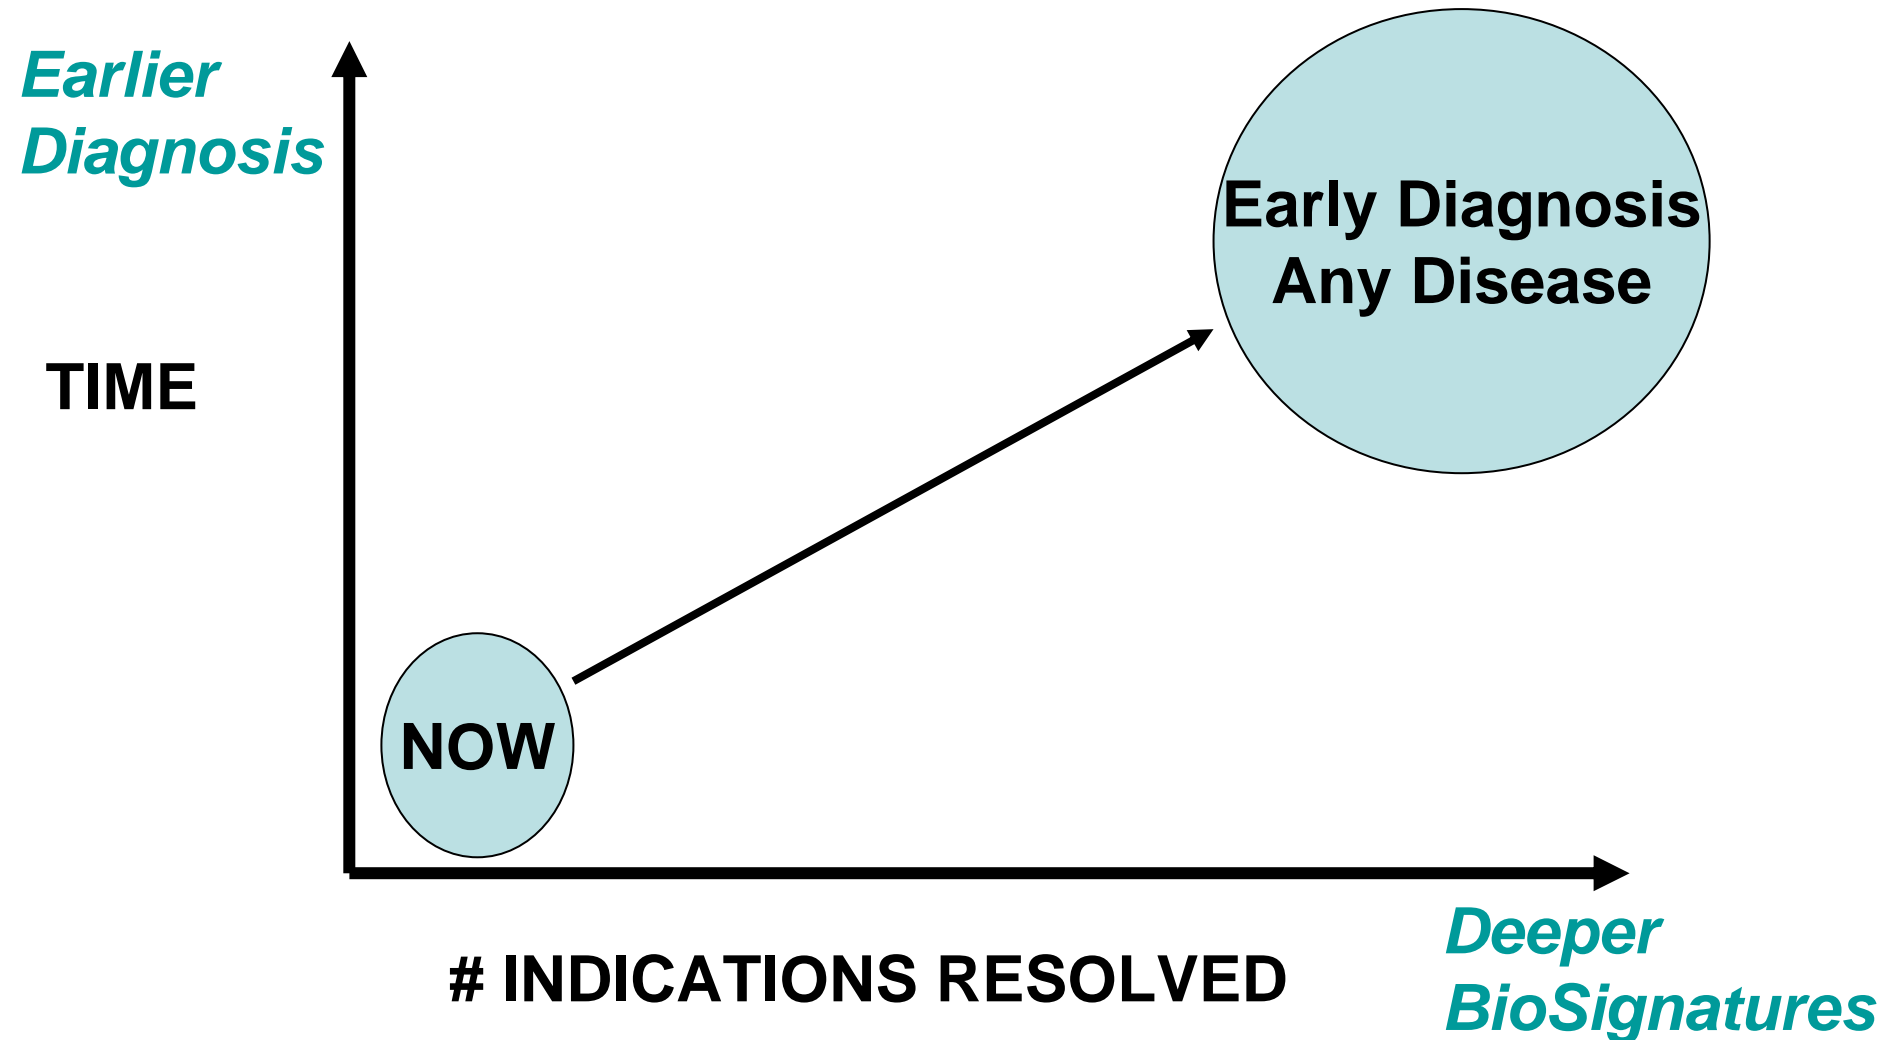 Earlier
Diagnosis
Early Diagnosis
Any Disease
TIME
NOW
# INDICATIONS RESOLVED
Deeper
BioSignatures